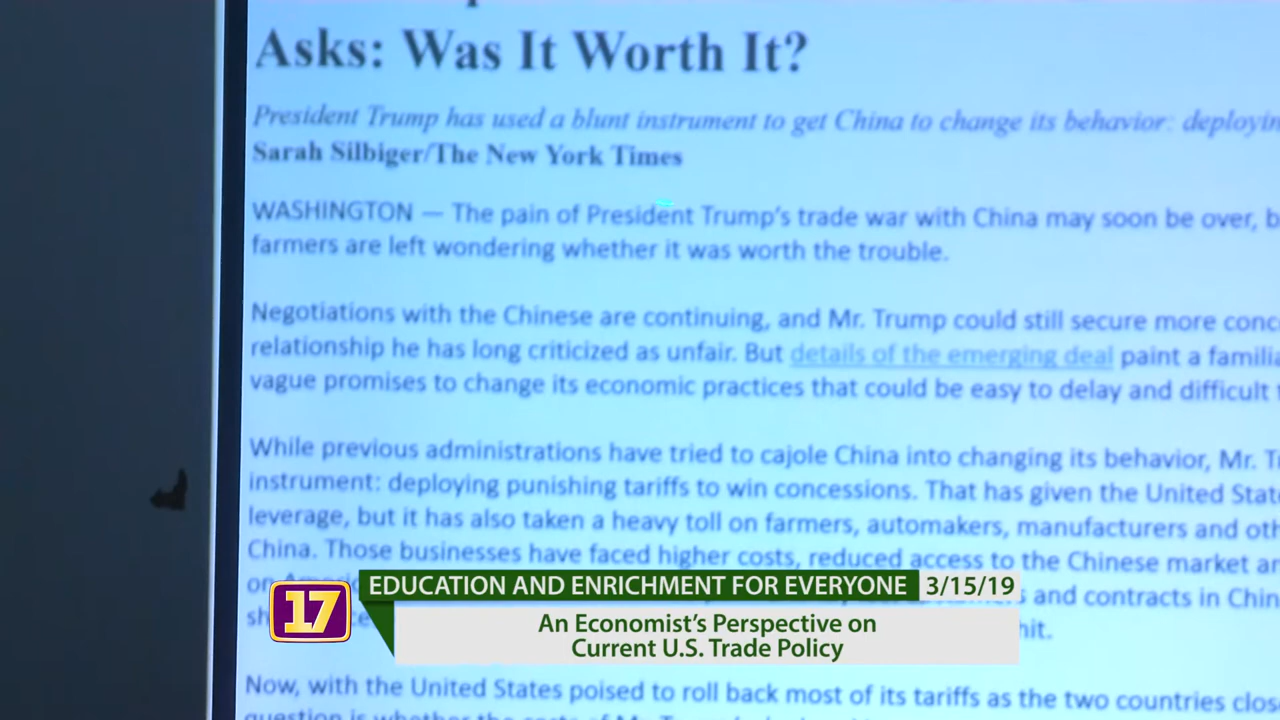 Asks: Was It Worth It?
President Trump has used a blunt instrument to get China to change its behavior: deployin
Sarah Silbiger/The New York Times
WASHINGTON — The pain of President Trump's trade war with China may soon be over, b
farmers are left wondering whether it was worth the trouble.
Negotiations with the Chinese are continuing, and Mr. Trump could still secure more conc
relationship he has long criticized as unfair. But details of the emerging deal paint a familia
vague promises to change its economic practices that could be easy to delay and difficult
While previous administrations have tried to cajole China into changing its behavior, Mr. T
instrument: deploying punishing tariffs to win concessions. That has given the United State
leverage, but it has also taken a heavy toll on farmers, automakers, manufacturers and oth
China. Those businesses have faced higher costs, reduced access to the Chinese market an
on and contracts in Chin
hit.
17
EDUCATION AND ENRICHMENT FOR EVERYONE 3/15/19
An Economist's Perspective on
Current U.S. Trade Policy
Now, with the United States poised to roll back most of its tariffs as the two countries clos
question is whether the costs of